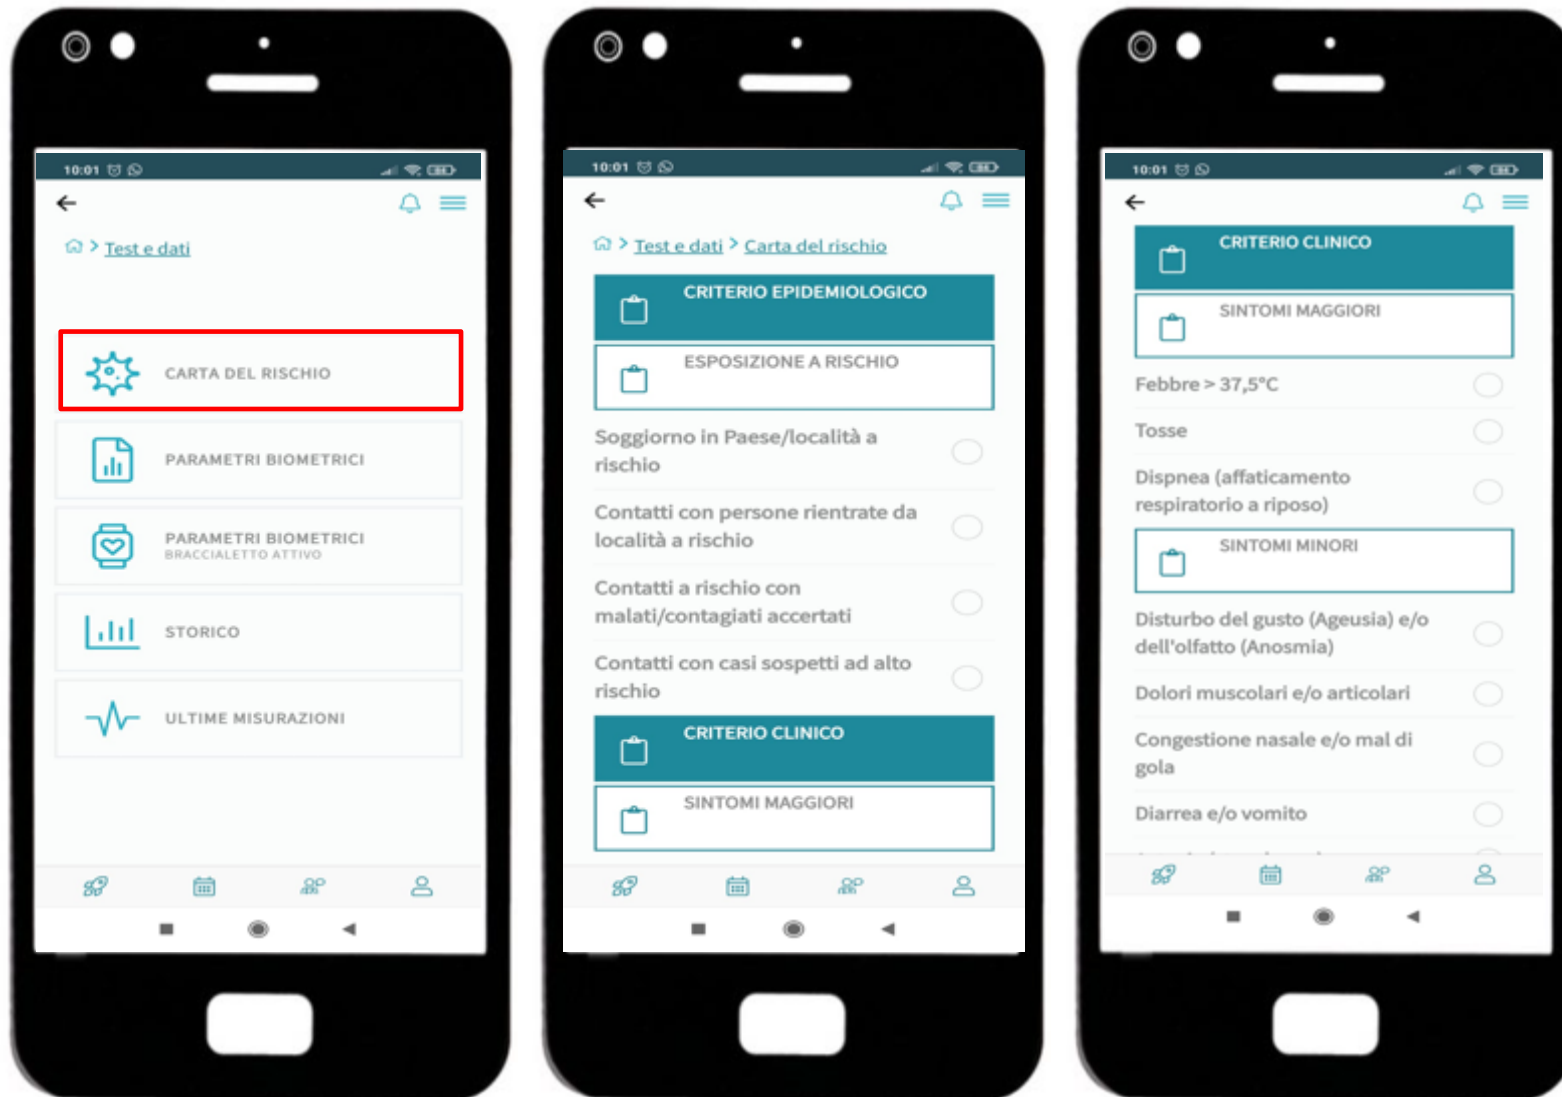 10:01
Test e dati
CARTA DEL RISCHIO
PARAMETRI BIOMETRICI
PARAMETRI BIOMETRICI
BRACCIALETTO ATTIVO
STORICO
ULTIME MISURAZIONI
10:01
Test e dati > Carta del rischio
CRITERIO EPIDEMIOLOGICO
ESPOSIZIONE A RISCHIO
Soggiorno in Paese/località a
rischio
Contatti con persone rientrate da
località a rischio
Contatti a rischio con
malati/contagiati accertati
Contatti con casi sospetti ad alto
rischio
CRITERIO CLINICO
SINTOMI MAGGIORI
10:01
CRITERIO CLINICO
SINTOMI MAGGIORI
Febbre > 37,5°C
Tosse
Dispnea (affaticamento
respiratorio a riposo)
SINTOMI MINORI
Disturbo del gusto (Ageusia) e/o
dell'olfatto (Anosmia)
Dolori muscolari e/o articolari
Congestione nasale e/o mal di
gola
Diarrea e/o vomito